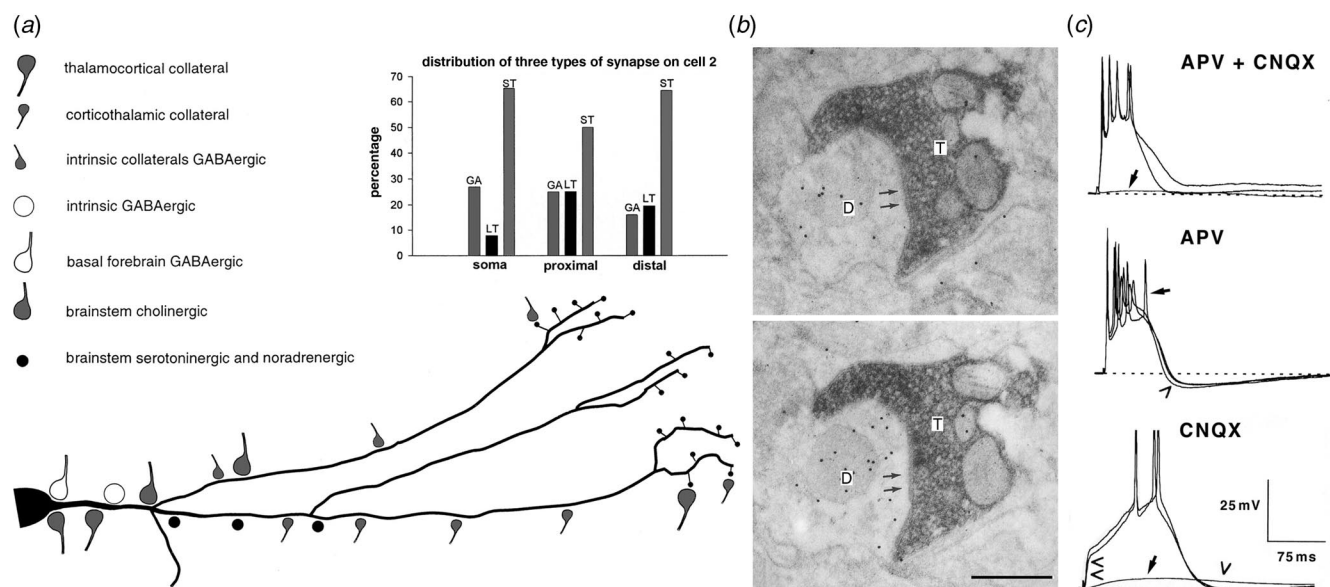 (a)
thalamocortical collateral
corticothalamic collateral
intrinsic collaterals GABAergic
intrinsic GABAergic
basal forebrain GABAergic
brainstem cholinergic
brainstem serotoninergic and noradrenergic
distribution of three types of synapse on cell 2
percentage
70
60
50
40
30
20
10
0
GA
LT
ST
GA
LT
ST
GA
LT
ST
soma
proximal
distal
(b)
T
D
T
D
(c)
APV + CNQX
APV
CNQX
25 mV
75 ms